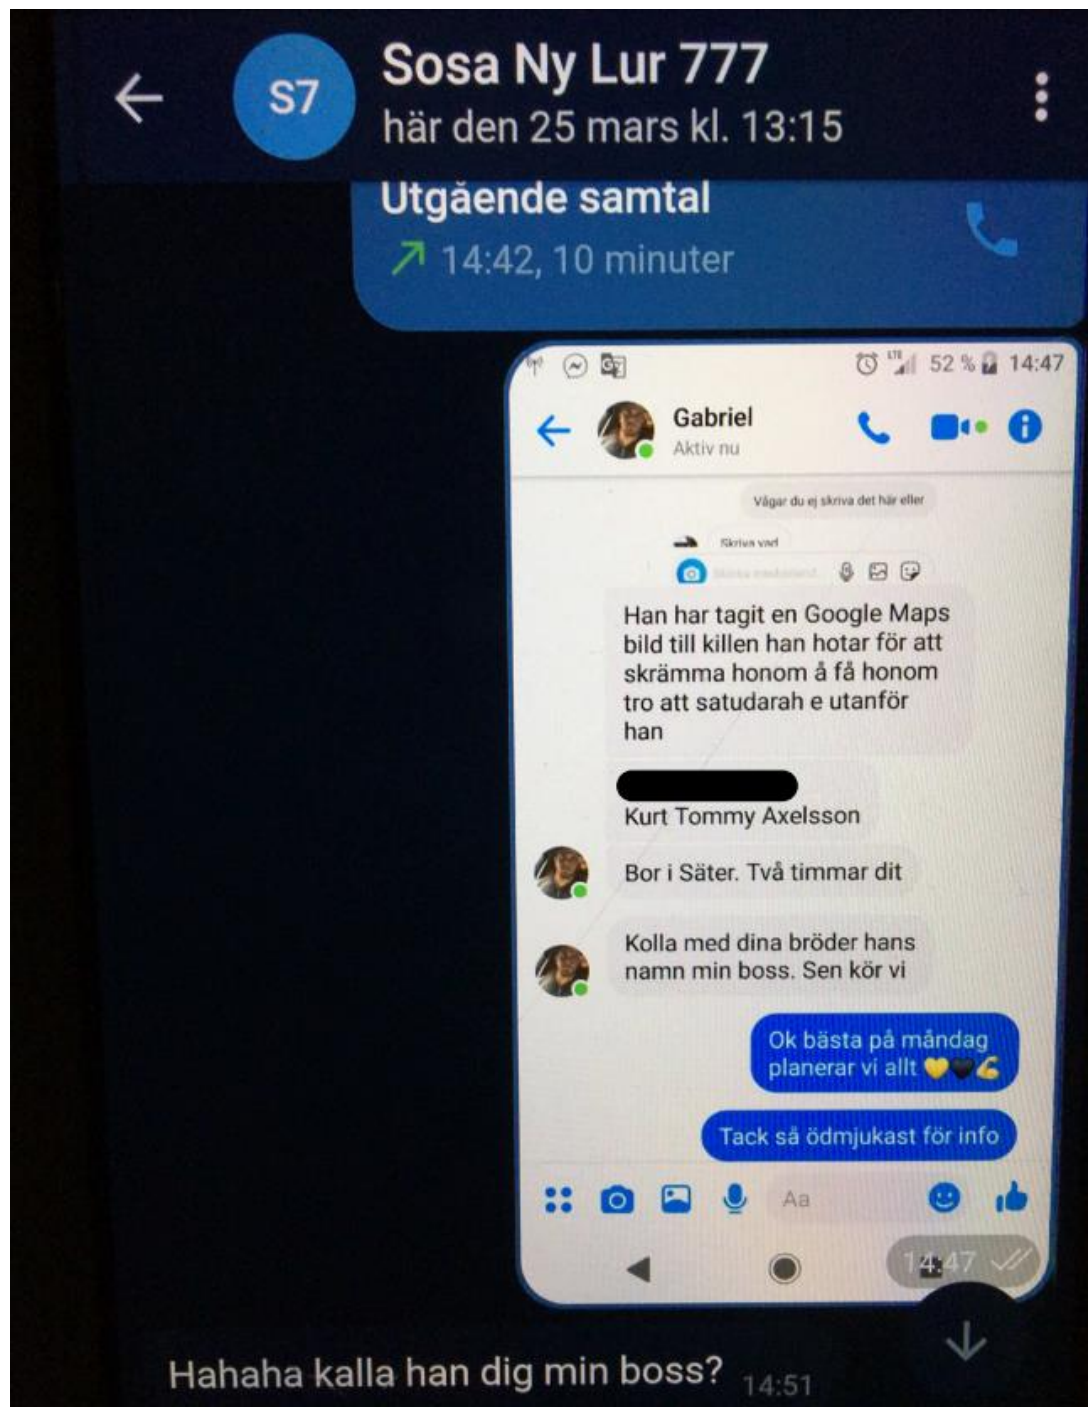 S7
Sosa Ny Lur 777
här den 25 mars kl. 13:15
Utgående samtal
14:42, 10 minuter
LTE
52 %
14:47
Gabriel
Aktiv nu
Vågar du ej skriva det här eller
Skriva vad
Han har tagit en Google Maps
bild till killen han hotar för att
skrämma honom å få honom
tro att satudarah e utanför
han
Kurt Tommy Axelsson
Bor i Säter. Två timmar dit
Kolla med dina bröder hans
namn min boss. Sen kör vi
Ok bästa på måndag
planerar vi allt 💛🖤💪
Tack så ödmjukast för info
Aa
14:47
Hahaha kalla han dig min boss?
14:51